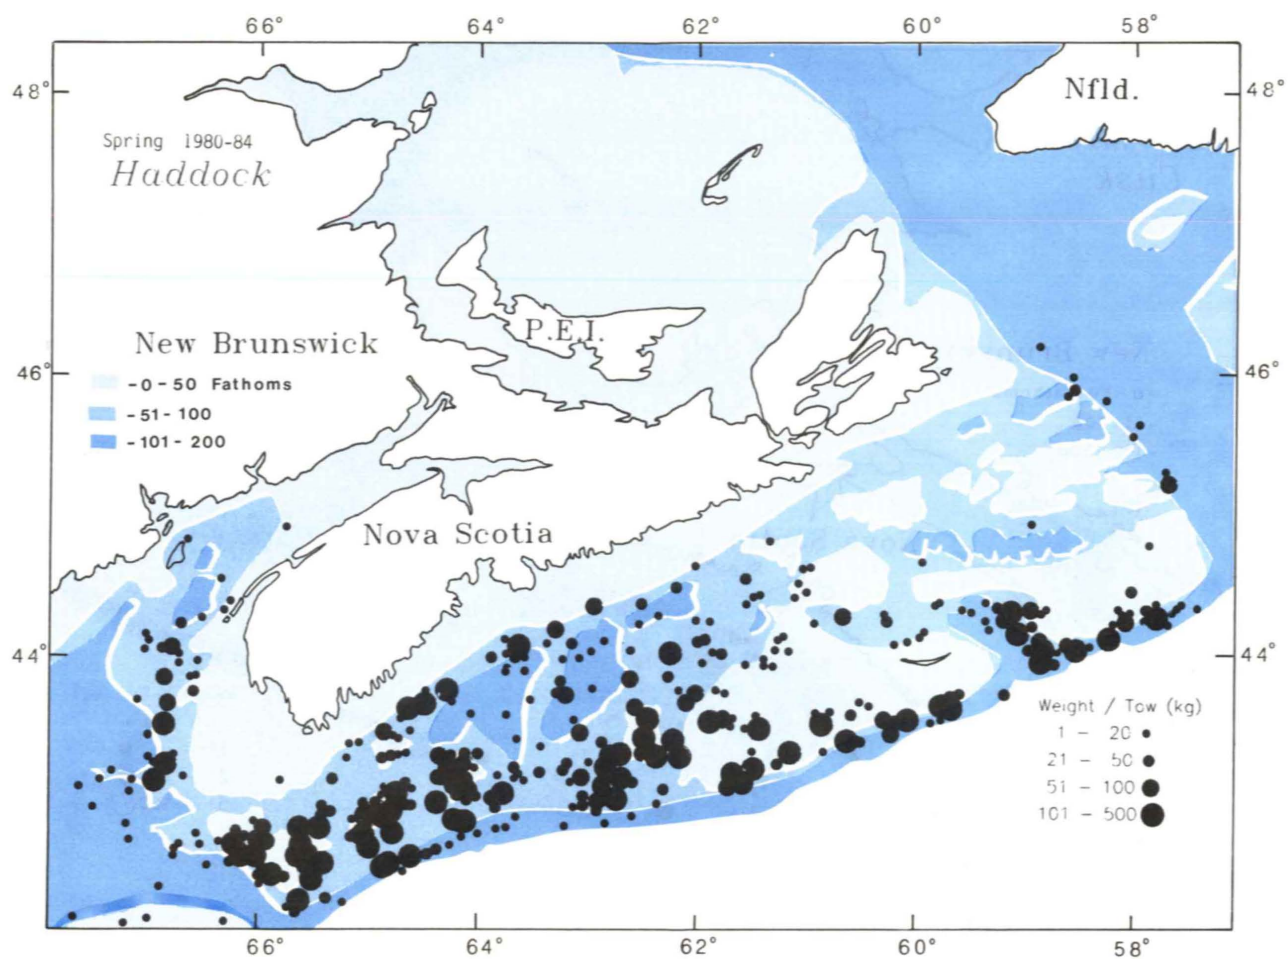 66° 64° 62° 60° 58°
48° 48°
Nfld.
Spring 1980-84
Haddock
P.E.I.
New Brunswick
-0-50 Fathoms
-51-100
-101-200
46° 46°
Nova Scotia
44° 44°
Weight / Tow (kg)
1 - 20
21 - 50
51 - 100
101 - 500
66° 64° 62° 60° 58°